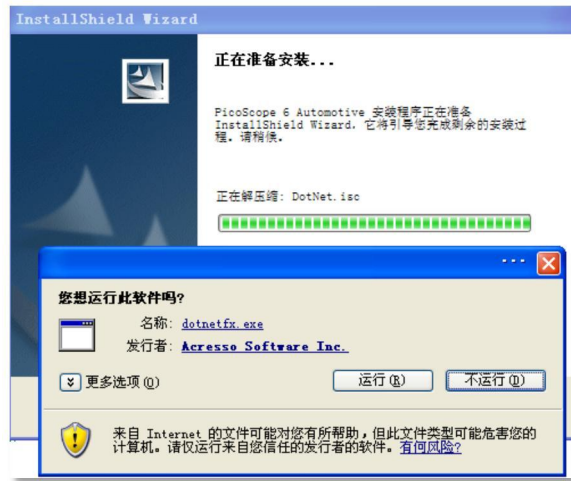 InstallShield Wizard
正在准备安装...
PicoScope 6 Automotive 安装程序正在准备
InstallShield Wizard，它将引导您完成剩余的安装过
程。请稍侯。
正在解压缩: DotNet.isc
您想运行此软件吗?
名称: dotnetfx.exe
发行者: Acresso Software Inc.
更多选项(O)
运行(R)
不运行(D)
来自 Internet 的文件可能对您有所帮助，但此文件类型可能危害您的
计算机。请仅运行来自您信任的发行者的软件。有何风险?